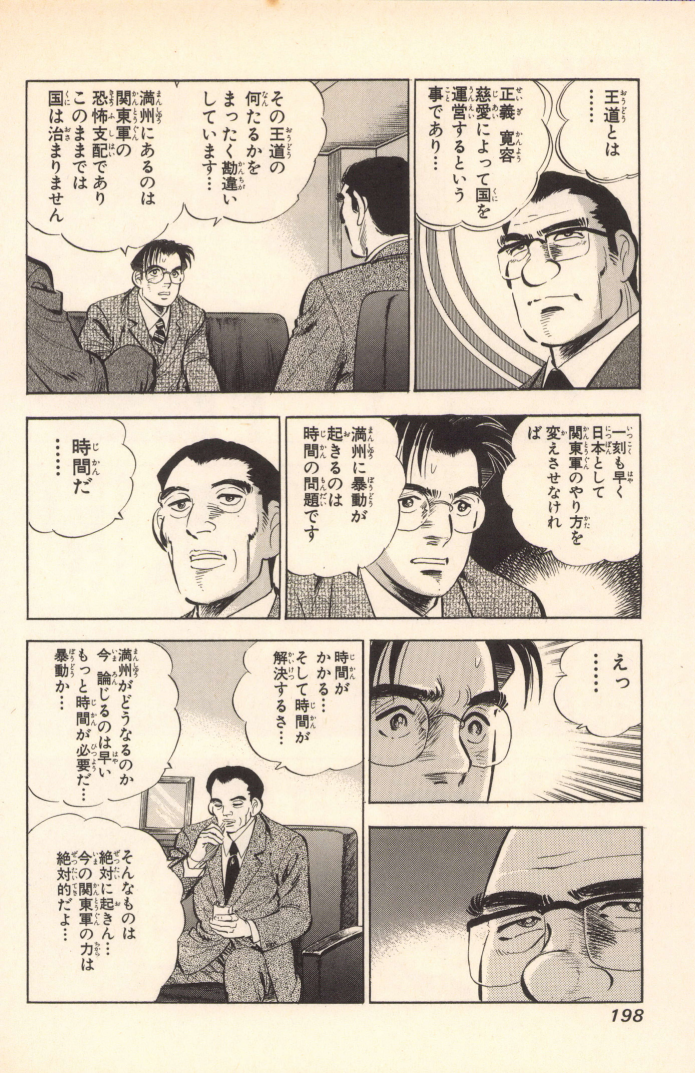 王道とは
……
正義　寛容
慈愛によって国を
運営するという
事であり…
その王道の
何たるかを
まったく勘違い
しています…
満州にあるのは
関東軍の
恐怖支配であり
このままでは
国は治まりません
一刻も早く
日本として
関東軍のやり方を
変えさせなけれ
ば
満州に暴動が
起きるのは
時間の問題です
時間だ
……
えっ
……
時間が
かかる…
そして時間が
解決するさ…
満州がどうなるのか
今　論じるのは早い
もっと時間が必要だ…
暴動か…
そんなものは
絶対に起きん…
今の関東軍の力は
絶対的だよ…
198